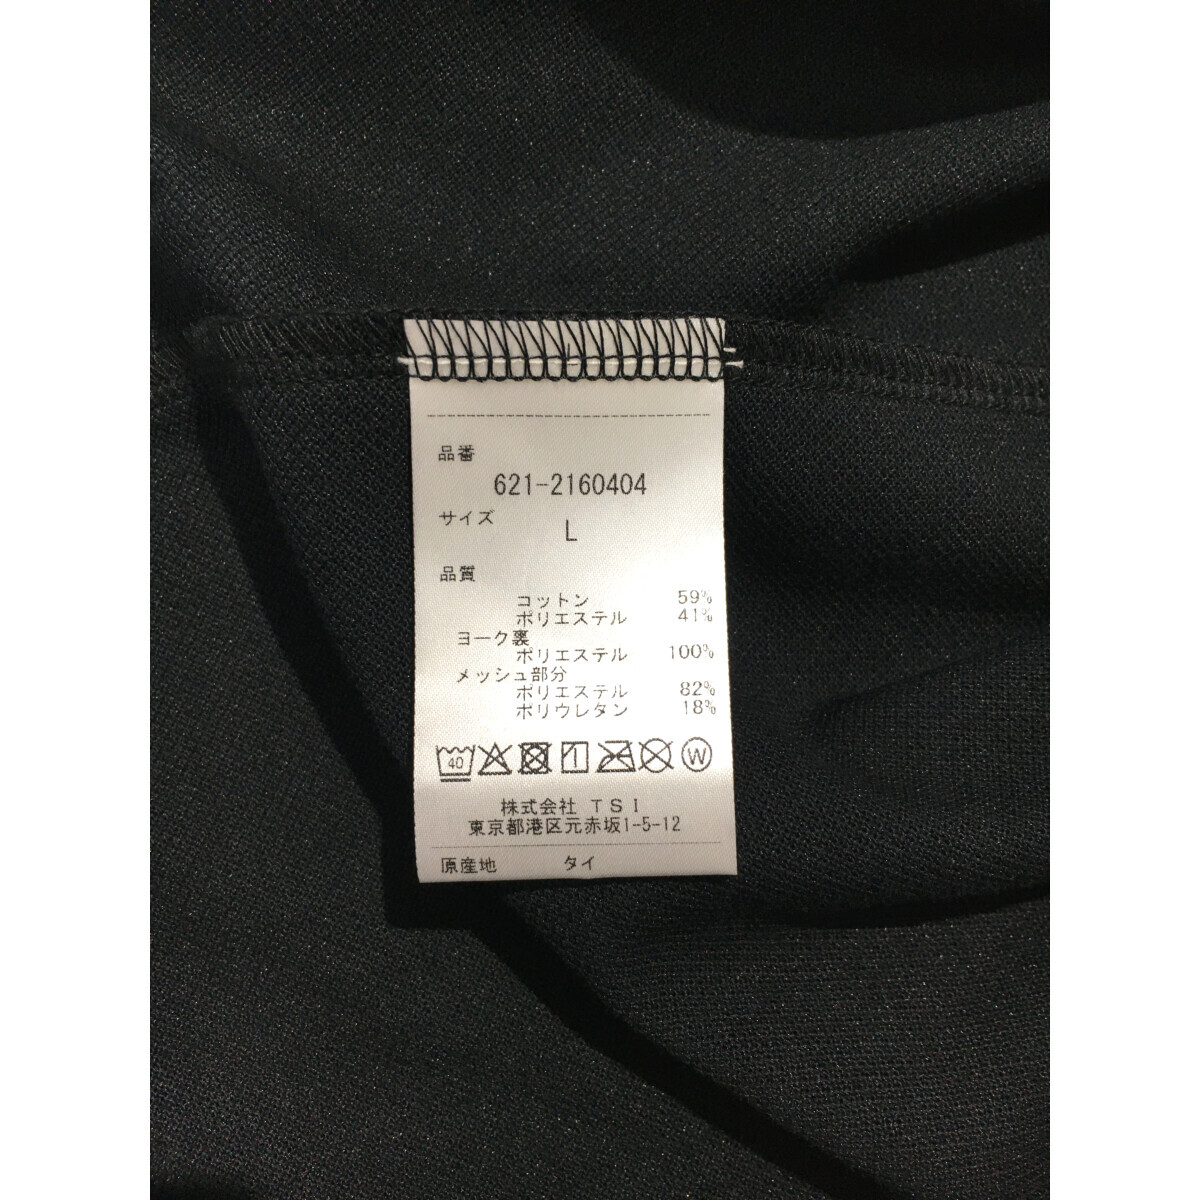 品番
621-2160404
サイズ
L
品質
コットン 59%
ポリエステル 41%
ヨーク裏
ポリエステル 100%
メッシュ部分
ポリエステル 82%
ポリウレタン 18%
40 W
株式会社 TSI
東京都港区元赤坂1-5-12
原産地 タイ